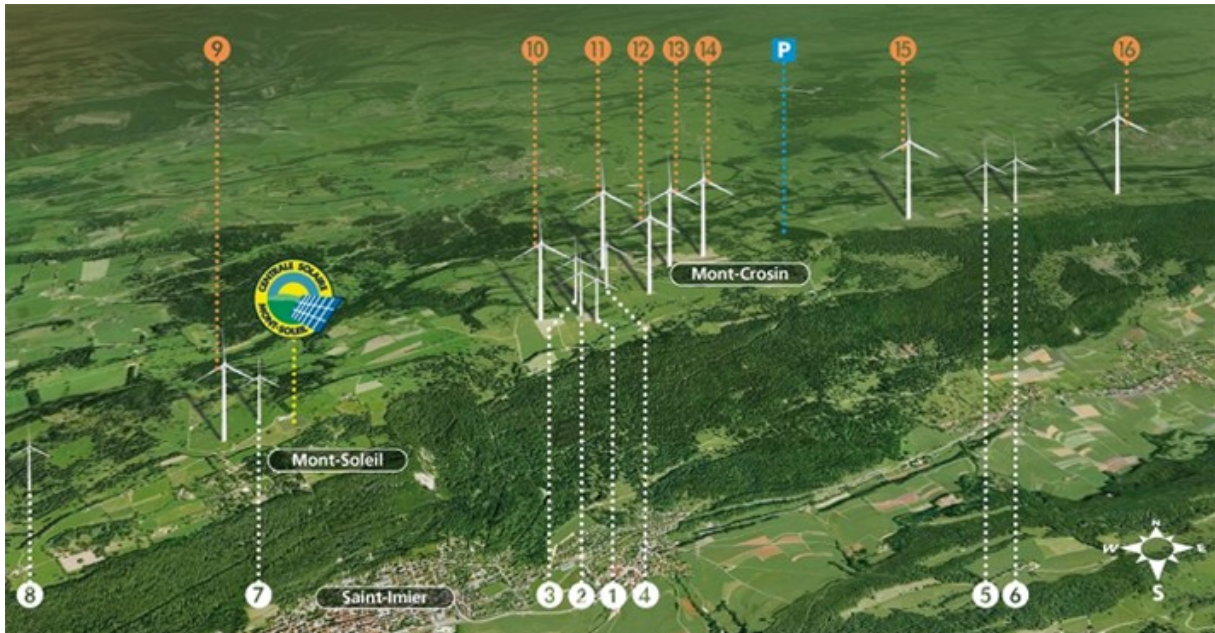 9 10 11 12 13 14 P 15 16
CENTRALE SOLAIRE
MONT-SOLEIL
Mont-Crosin
Mont-Soleil
N
W E
S
8 7 Saint-Imier 3 2 1 4 5 6